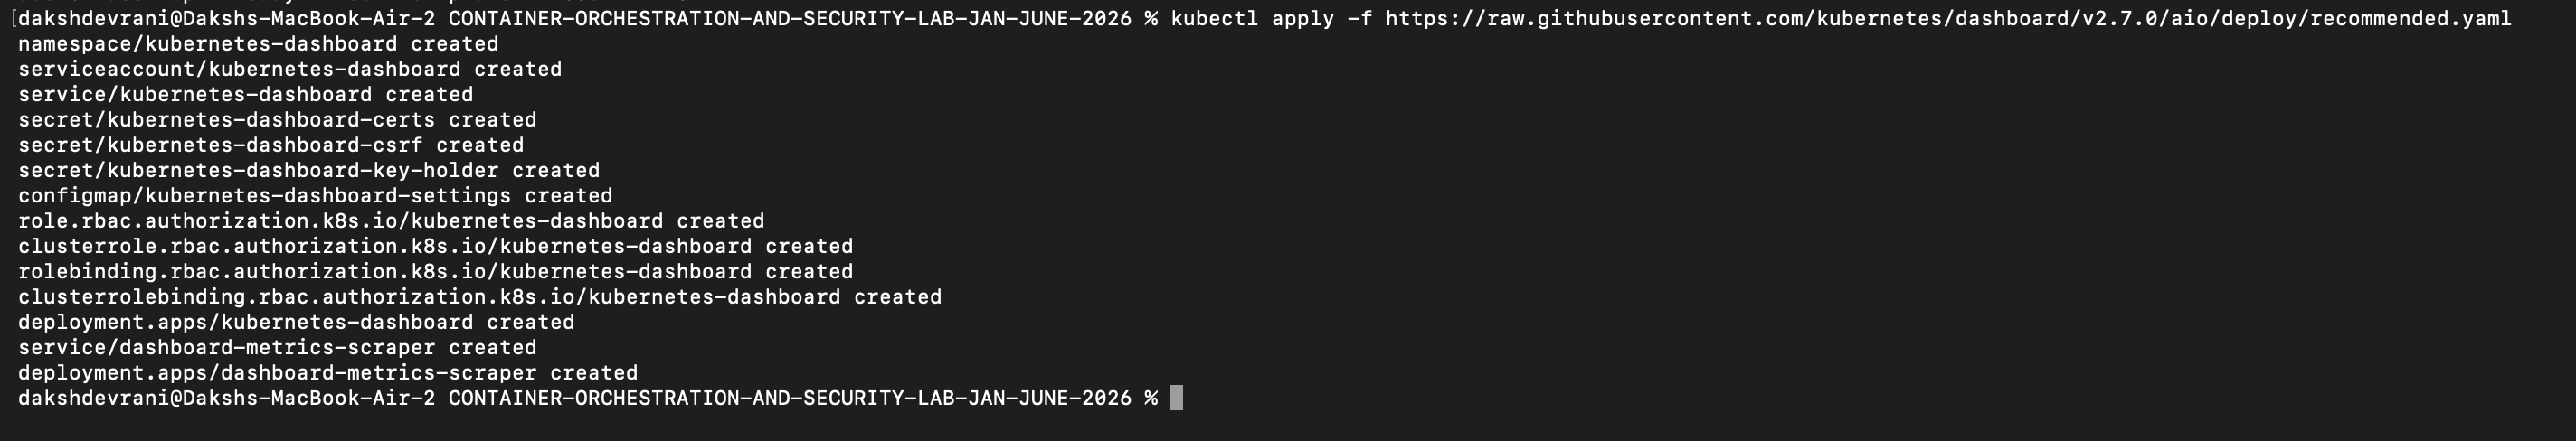 [dakshdevrani@Dakshs-MacBook-Air-2 CONTAINER-ORCHESTRATION-AND-SECURITY-LAB-JAN-JUNE-2026 % kubectl apply -f https://raw.githubusercontent.com/kubernetes/dashboard/v2.7.0/aio/deploy/recommended.yaml
namespace/kubernetes-dashboard created
serviceaccount/kubernetes-dashboard created
service/kubernetes-dashboard created
secret/kubernetes-dashboard-certs created
secret/kubernetes-dashboard-csrf created
secret/kubernetes-dashboard-key-holder created
configmap/kubernetes-dashboard-settings created
role.rbac.authorization.k8s.io/kubernetes-dashboard created
clusterrole.rbac.authorization.k8s.io/kubernetes-dashboard created
rolebinding.rbac.authorization.k8s.io/kubernetes-dashboard created
clusterrolebinding.rbac.authorization.k8s.io/kubernetes-dashboard created
deployment.apps/kubernetes-dashboard created
service/dashboard-metrics-scraper created
deployment.apps/dashboard-metrics-scraper created
dakshdevrani@Dakshs-MacBook-Air-2 CONTAINER-ORCHESTRATION-AND-SECURITY-LAB-JAN-JUNE-2026 %